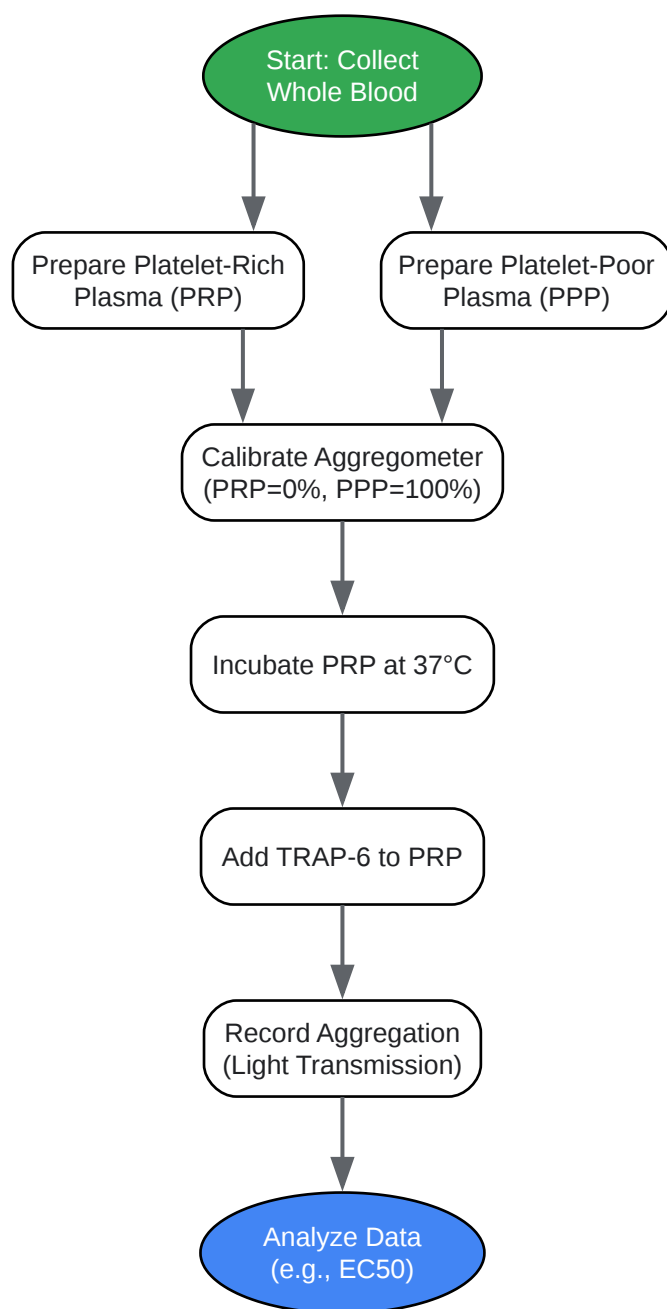 Start: Collect
Whole Blood
Prepare Platelet-Rich
Plasma (PRP)
Prepare Platelet-Poor
Plasma (PPP)
Calibrate Aggregometer
(PRP=0%, PPP=100%)
Incubate PRP at 37°C
Add TRAP-6 to PRP
Record Aggregation
(Light Transmission)
Analyze Data
(e.g., EC50)